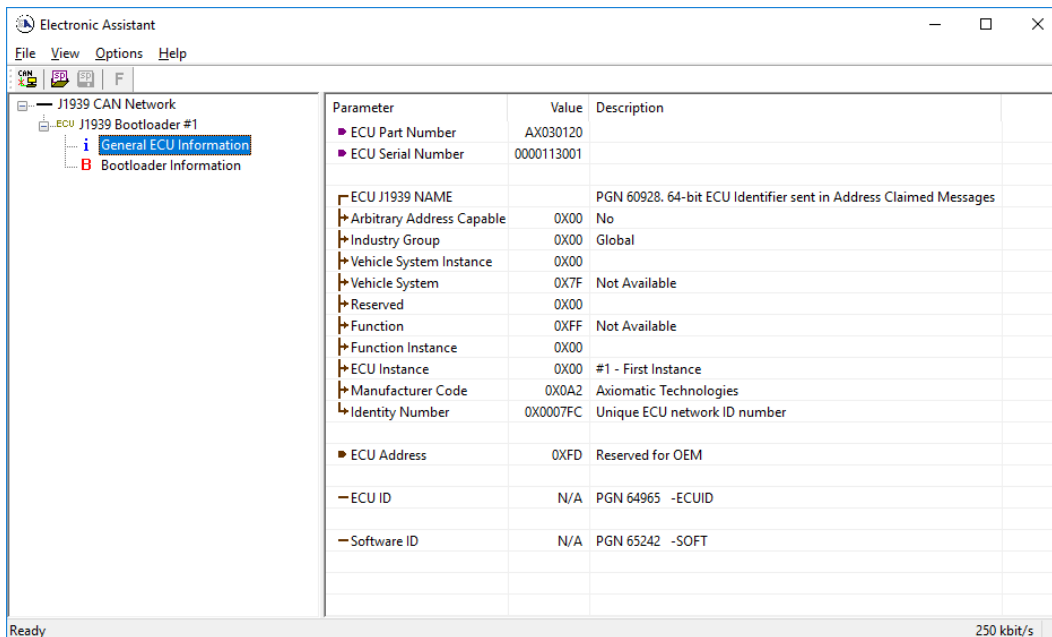 Electronic Assistant
File View Options Help
CAN SP SP F
J1939 CAN Network
ECU J1939 Bootloader #1
i General ECU Information
B Bootloader Information
Parameter Value Description
ECU Part Number AX030120
ECU Serial Number 0000113001
ECU J1939 NAME PGN 60928. 64-bit ECU Identifier sent in Address Claimed Messages
Arbitrary Address Capable 0X00 No
Industry Group 0X00 Global
Vehicle System Instance 0X00
Vehicle System 0X7F Not Available
Reserved 0X00
Function 0XFF Not Available
Function Instance 0X00
ECU Instance 0X00 #1 - First Instance
Manufacturer Code 0X0A2 Axiomatic Technologies
Identity Number 0X0007FC Unique ECU network ID number
ECU Address 0XFD Reserved for OEM
ECU ID N/A PGN 64965 -ECUID
Software ID N/A PGN 65242 -SOFT
Ready 250 kbit/s